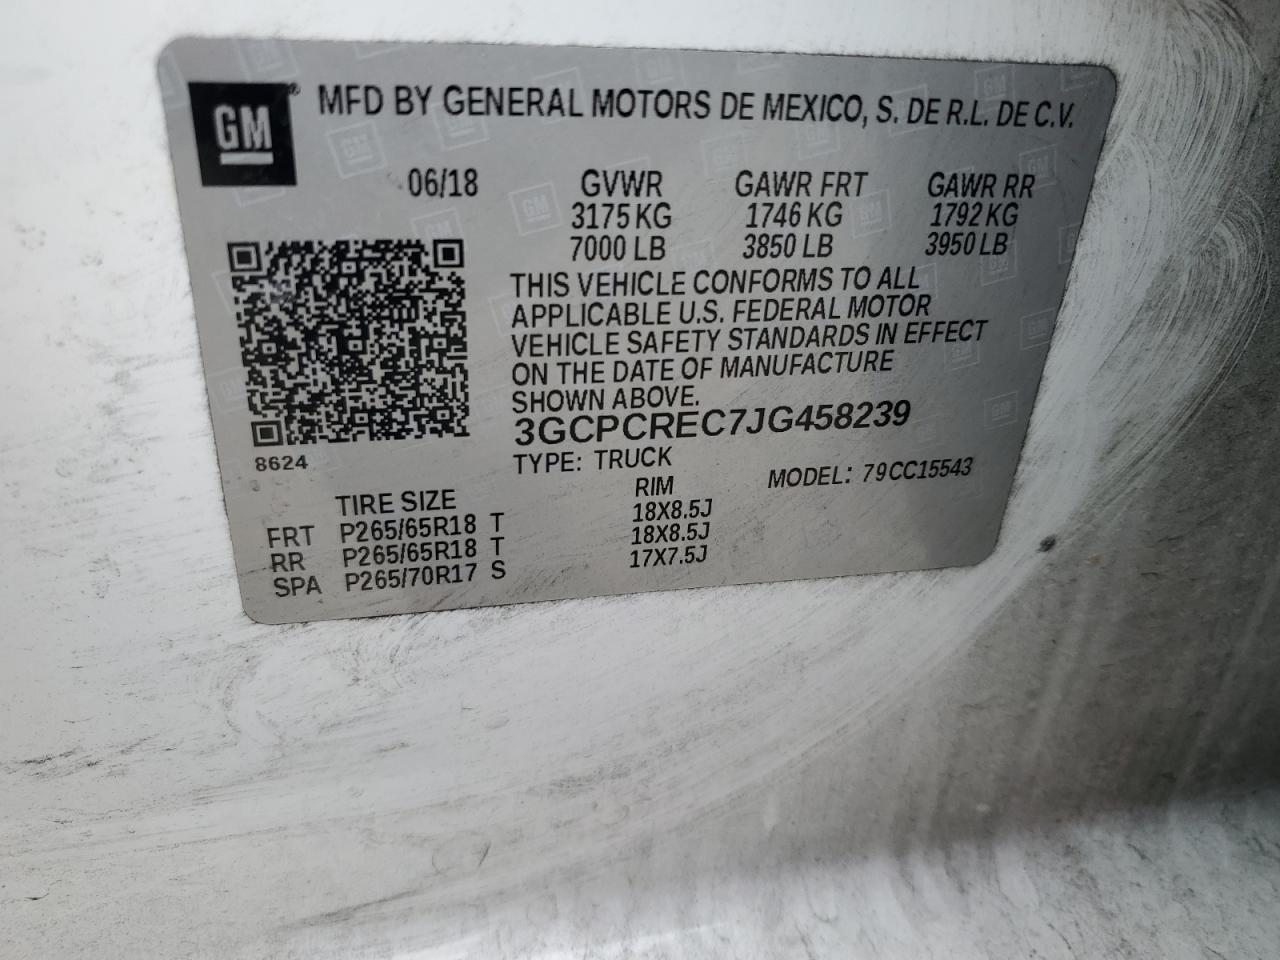 GM® MFD BY GENERAL MOTORS DE MEXICO, S. DE R.L. DE C.V.
06/18 GVWR GAWR FRT GAWR RR
3175 KG 1746 KG 1792 KG
7000 LB 3850 LB 3950 LB
THIS VEHICLE CONFORMS TO ALL
APPLICABLE U.S. FEDERAL MOTOR
VEHICLE SAFETY STANDARDS IN EFFECT
ON THE DATE OF MANUFACTURE
SHOWN ABOVE.
3GCPCREC7JG458239
8624
TYPE: TRUCK MODEL: 79CC15543
TIRE SIZE RIM
FRT P265/65R18 T 18X8.5J
RR P265/65R18 T 18X8.5J
SPA P265/70R17 S 17X7.5J